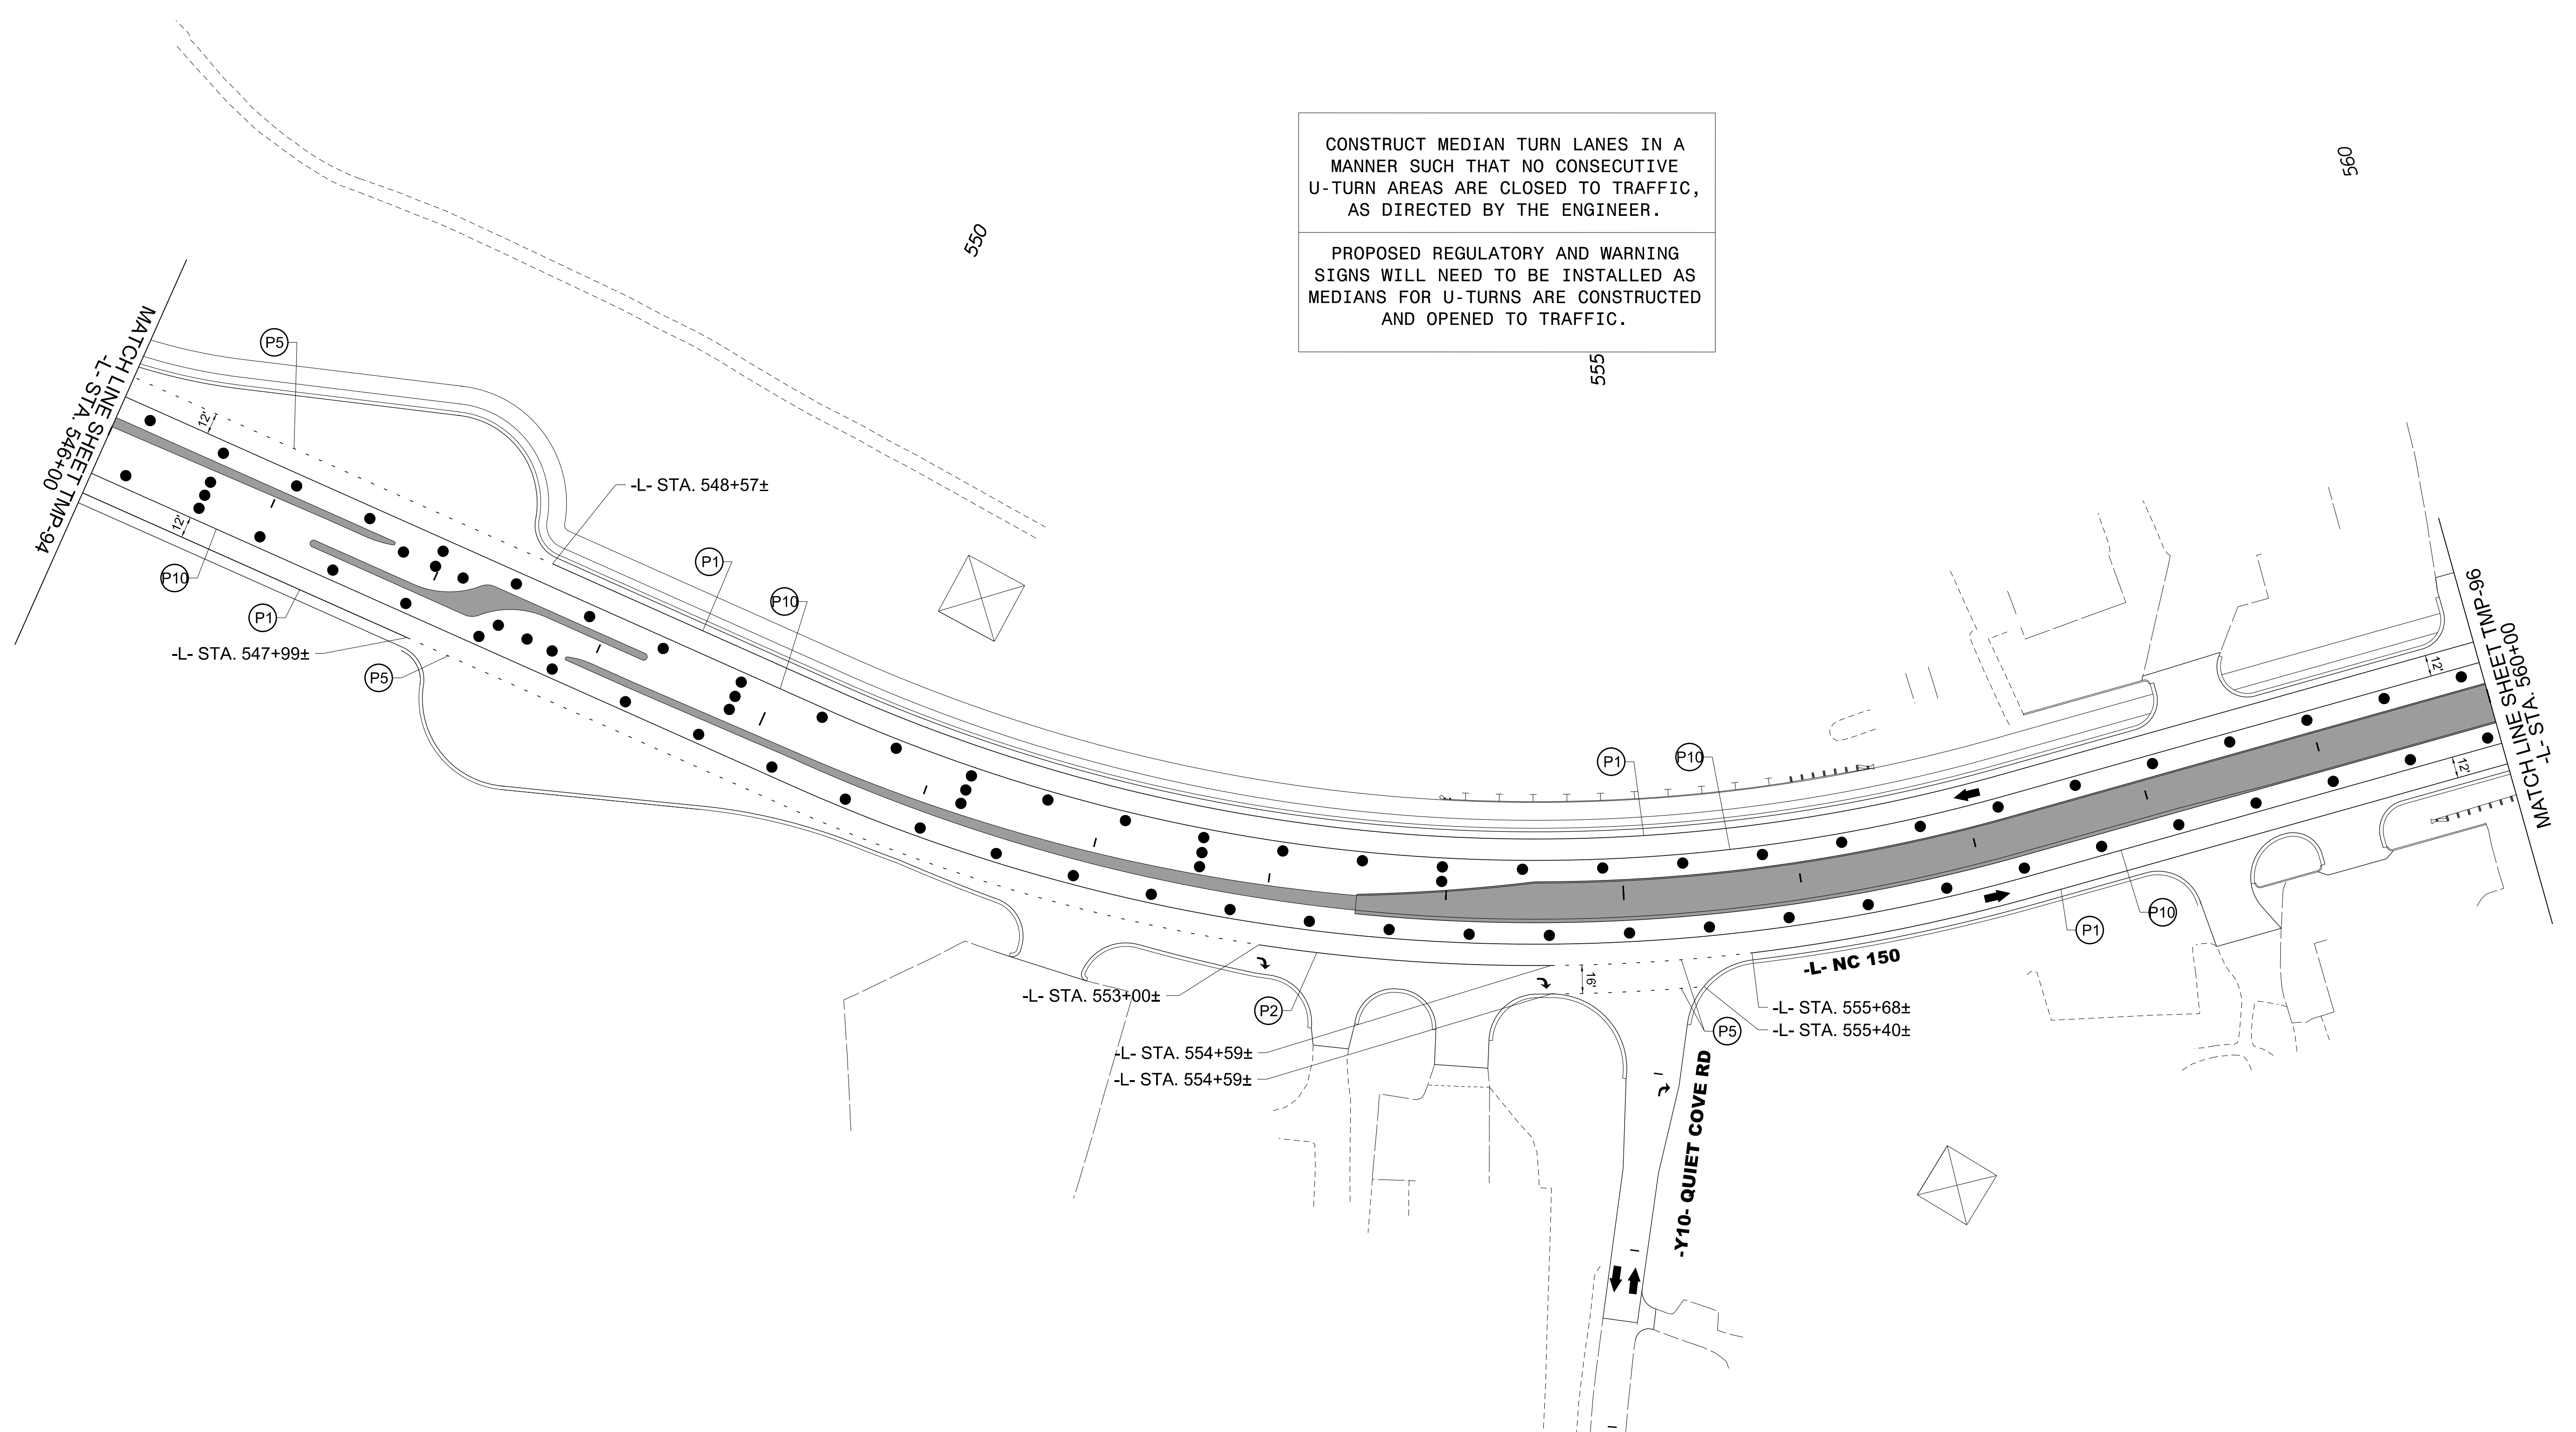 CONSTRUCT MEDIAN TURN LANES IN A
MANNER SUCH THAT NO CONSECUTIVE
U-TURN AREAS ARE CLOSED TO TRAFFIC,
AS DIRECTED BY THE ENGINEER.
PROPOSED REGULATORY AND WARNING
SIGNS WILL NEED TO BE INSTALLED AS
MEDIANS FOR U-TURNS ARE CONSTRUCTED
AND OPENED TO TRAFFIC.
550
555
560
MATCH LINE SHEET TMP-94
-L- STA. 546+00
P5
12'
12'
P10
P1
-L- STA. 547+99±
P5
-L- STA. 548+57±
P1
P10
P1
P10
12'
12'
MATCH LINE SHEET TMP-96
-L- STA. 560+00
P10
P1
-L- NC 150
16'
-L- STA. 553+00±
P2
-L- STA. 554+59±
-L- STA. 554+59±
-L- STA. 555+68±
-L- STA. 555+40±
P5
-Y10- QUIET COVE RD